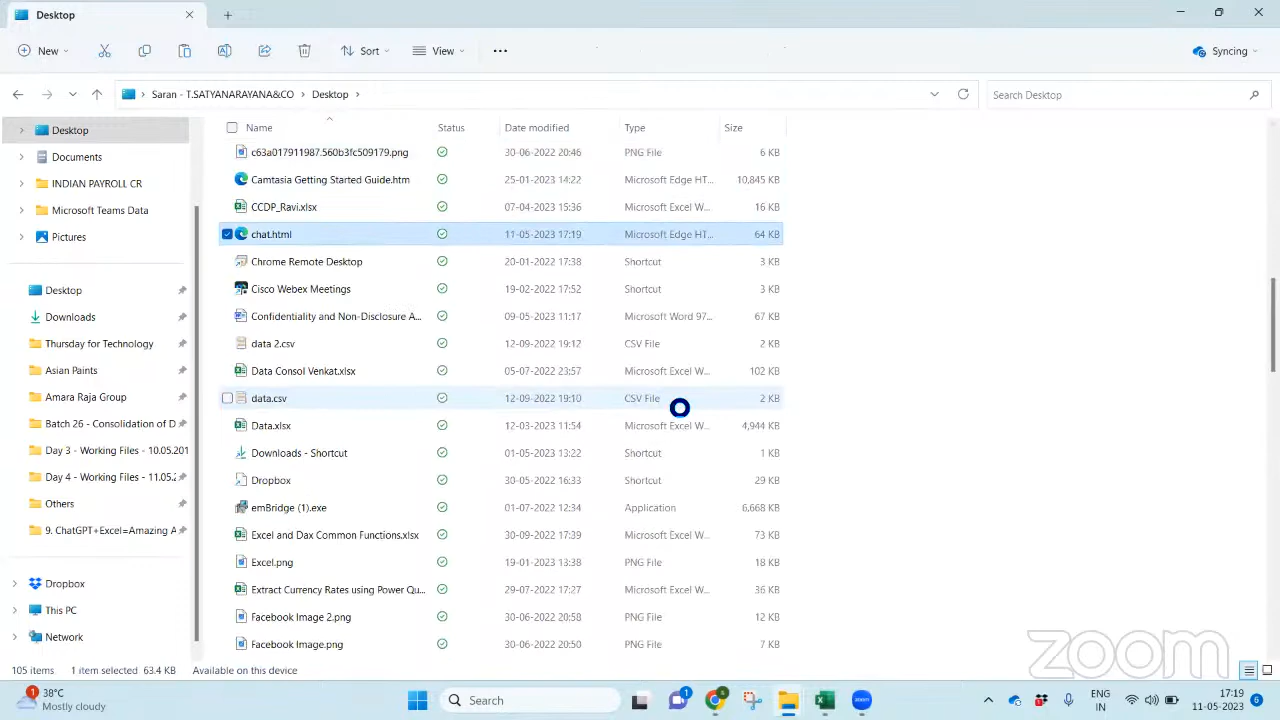 Desktop
New
Sort
View
Syncing
Saran - T.SATYANARAYANA&CO
Desktop
Search Desktop
Desktop
Documents
INDIAN PAYROLL CR
Microsoft Teams Data
Pictures
Desktop
Downloads
Thursday for Technology
Asian Paints
Amara Raja Group
Batch 26 - Consolidation of D
Day 3 - Working Files - 10.05.201
Day 4 - Working Files - 11.05.2
Others
9. ChatGPT+Excel=Amazing A
Dropbox
This PC
Network
Name Status Date modified Type Size
c63a017911987.560b3fc509179.png 30-06-2022 20:46 PNG File 6 KB
Camtasia Getting Started Guide.htm 25-01-2023 14:22 Microsoft Edge HT... 10,845 KB
CCDP_Ravi.xlsx 07-04-2023 15:36 Microsoft Excel W... 16 KB
chat.html 11-05-2023 17:19 Microsoft Edge HT... 64 KB
Chrome Remote Desktop 20-01-2022 17:38 Shortcut 3 KB
Cisco Webex Meetings 19-02-2022 17:52 Shortcut 3 KB
Confidentiality and Non-Disclosure A... 09-05-2023 11:17 Microsoft Word 97... 67 KB
data 2.csv 12-09-2022 19:12 CSV File 2 KB
Data Consol Venkat.xlsx 05-07-2022 23:57 Microsoft Excel W... 102 KB
data.csv 12-09-2022 19:10 CSV File 2 KB
Data.xlsx 12-03-2023 11:54 Microsoft Excel W... 4,944 KB
Downloads - Shortcut 01-05-2023 13:22 Shortcut 1 KB
Dropbox 30-05-2022 16:33 Shortcut 29 KB
emBridge (1).exe 01-07-2022 12:34 Application 6,668 KB
Excel and Dax Common Functions.xlsx 30-09-2022 17:39 Microsoft Excel W... 73 KB
Excel.png 19-01-2023 13:38 PNG File 18 KB
Extract Currency Rates using Power Qu... 29-07-2022 17:27 Microsoft Excel W... 36 KB
Facebook Image 2.png 30-06-2022 20:58 PNG File 12 KB
Facebook Image.png 30-06-2022 20:50 PNG File 7 KB
zoom
105 items 1 item selected 63.4 KB Available on this device
1
38°C
Mostly cloudy
Search
1
ENG
IN
17:19
11-05-2023
6